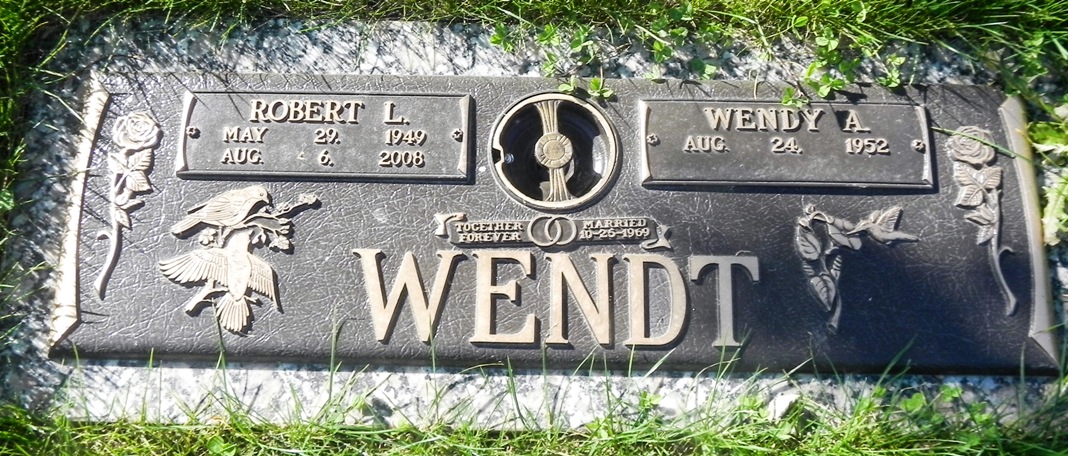 ROBERT L.
MAY 29. 1949
AUG. 6. 2008
WENDY A.
AUG. 24. 1952
TOGETHER
FOREVER
MARRIED
10-25-1969
WENDT